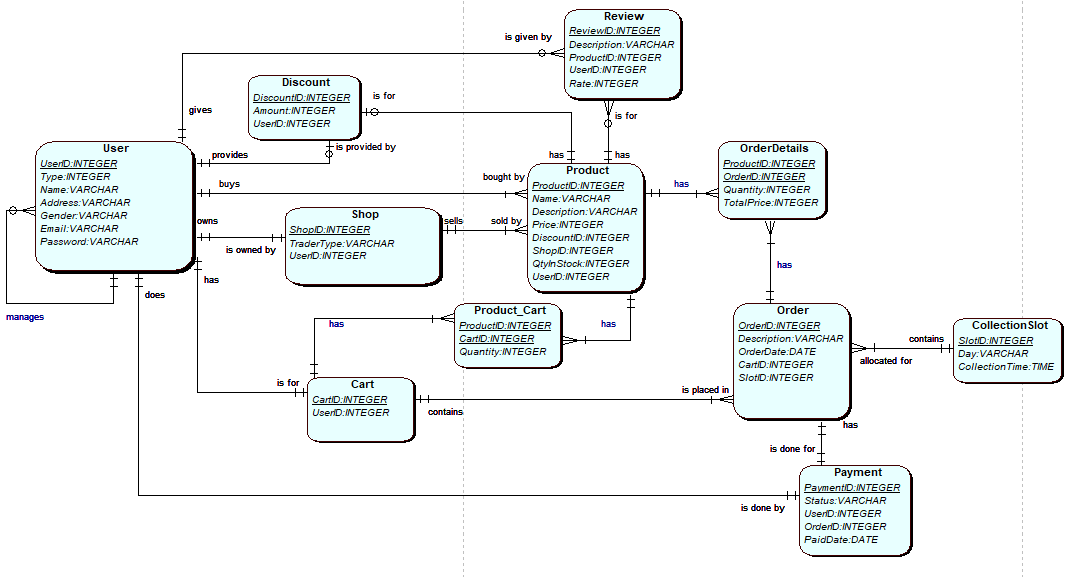 Review
ReviewID:INTEGER
Description:VARCHAR
ProductID:INTEGER
UserID:INTEGER
Rate:INTEGER
is given by
is for
has
gives
Discount
DiscountID:INTEGER
Amount:INTEGER
UserID:INTEGER
is for
has
is provided by
provides
User
UserID:INTEGER
Type:INTEGER
Name:VARCHAR
Address:VARCHAR
Gender:VARCHAR
Email:VARCHAR
Password:VARCHAR
buys
bought by
owns
is owned by
has
does
manages
Shop
ShopID:INTEGER
TraderType:VARCHAR
UserID:INTEGER
sells
sold by
Product
ProductID:INTEGER
Name:VARCHAR
Description:VARCHAR
Price:INTEGER
DiscountID:INTEGER
ShopID:INTEGER
QtyInStock:INTEGER
UserID:INTEGER
has
OrderDetails
ProductID:INTEGER
OrderID:INTEGER
Quantity:INTEGER
TotalPrice:INTEGER
has
Product_Cart
ProductID:INTEGER
CartID:INTEGER
Quantity:INTEGER
has
has
is for
Cart
CartID:INTEGER
UserID:INTEGER
contains
is placed in
Order
OrderID:INTEGER
Description:VARCHAR
OrderDate:DATE
CartID:INTEGER
SlotID:INTEGER
contains
allocated for
CollectionSlot
SlotID:INTEGER
Day:VARCHAR
CollectionTime:TIME
has
is done for
is done by
Payment
PaymentID:INTEGER
Status:VARCHAR
UserID:INTEGER
OrderID:INTEGER
PaidDate:DATE